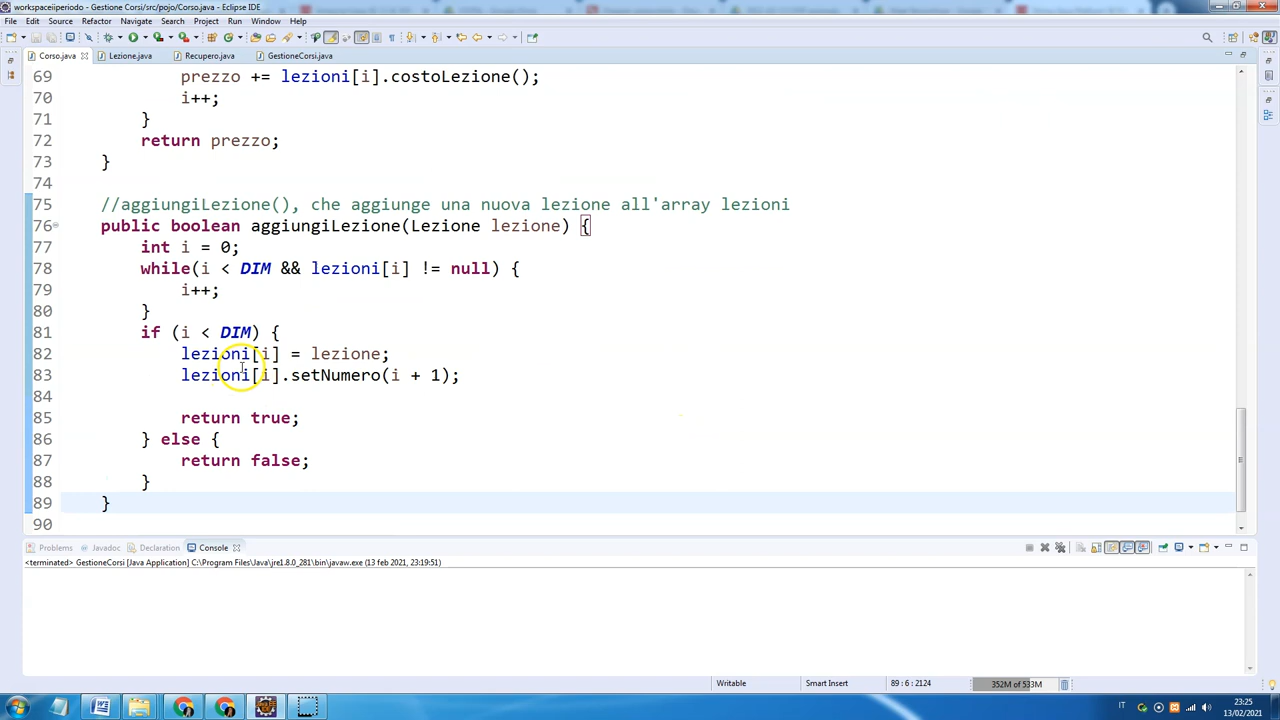 workspaceiiperiodo - Gestione Corsi/src/pojo/Corso.java - Eclipse IDE
File Edit Source Refactor Navigate Search Project Run Window Help
Corso.java Lezione.java Recupero.java GestioneCorsi.java
69 prezzo += lezioni[i].costoLezione();
70 i++;
71 }
72 return prezzo;
73 }
74
75 //aggiungiLezione(), che aggiunge una nuova lezione all'array lezioni
76 public boolean aggiungiLezione(Lezione lezione) {
77 int i = 0;
78 while(i < DIM && lezioni[i] != null) {
79 i++;
80 }
81 if (i < DIM) {
82 lezioni[i] = lezione;
83 lezioni[i].setNumero(i + 1);
84
85 return true;
86 } else {
87 return false;
88 }
89 }
90
Problems Javadoc Declaration Console
<terminated> GestioneCorsi [Java Application] C:\Program Files\Java\jre1.8.0_281\bin\javaw.exe (13 feb 2021, 23:19:51)
Writable Smart Insert 89 : 6 : 2124 352M of 533M
IT 23:25
13/02/2021